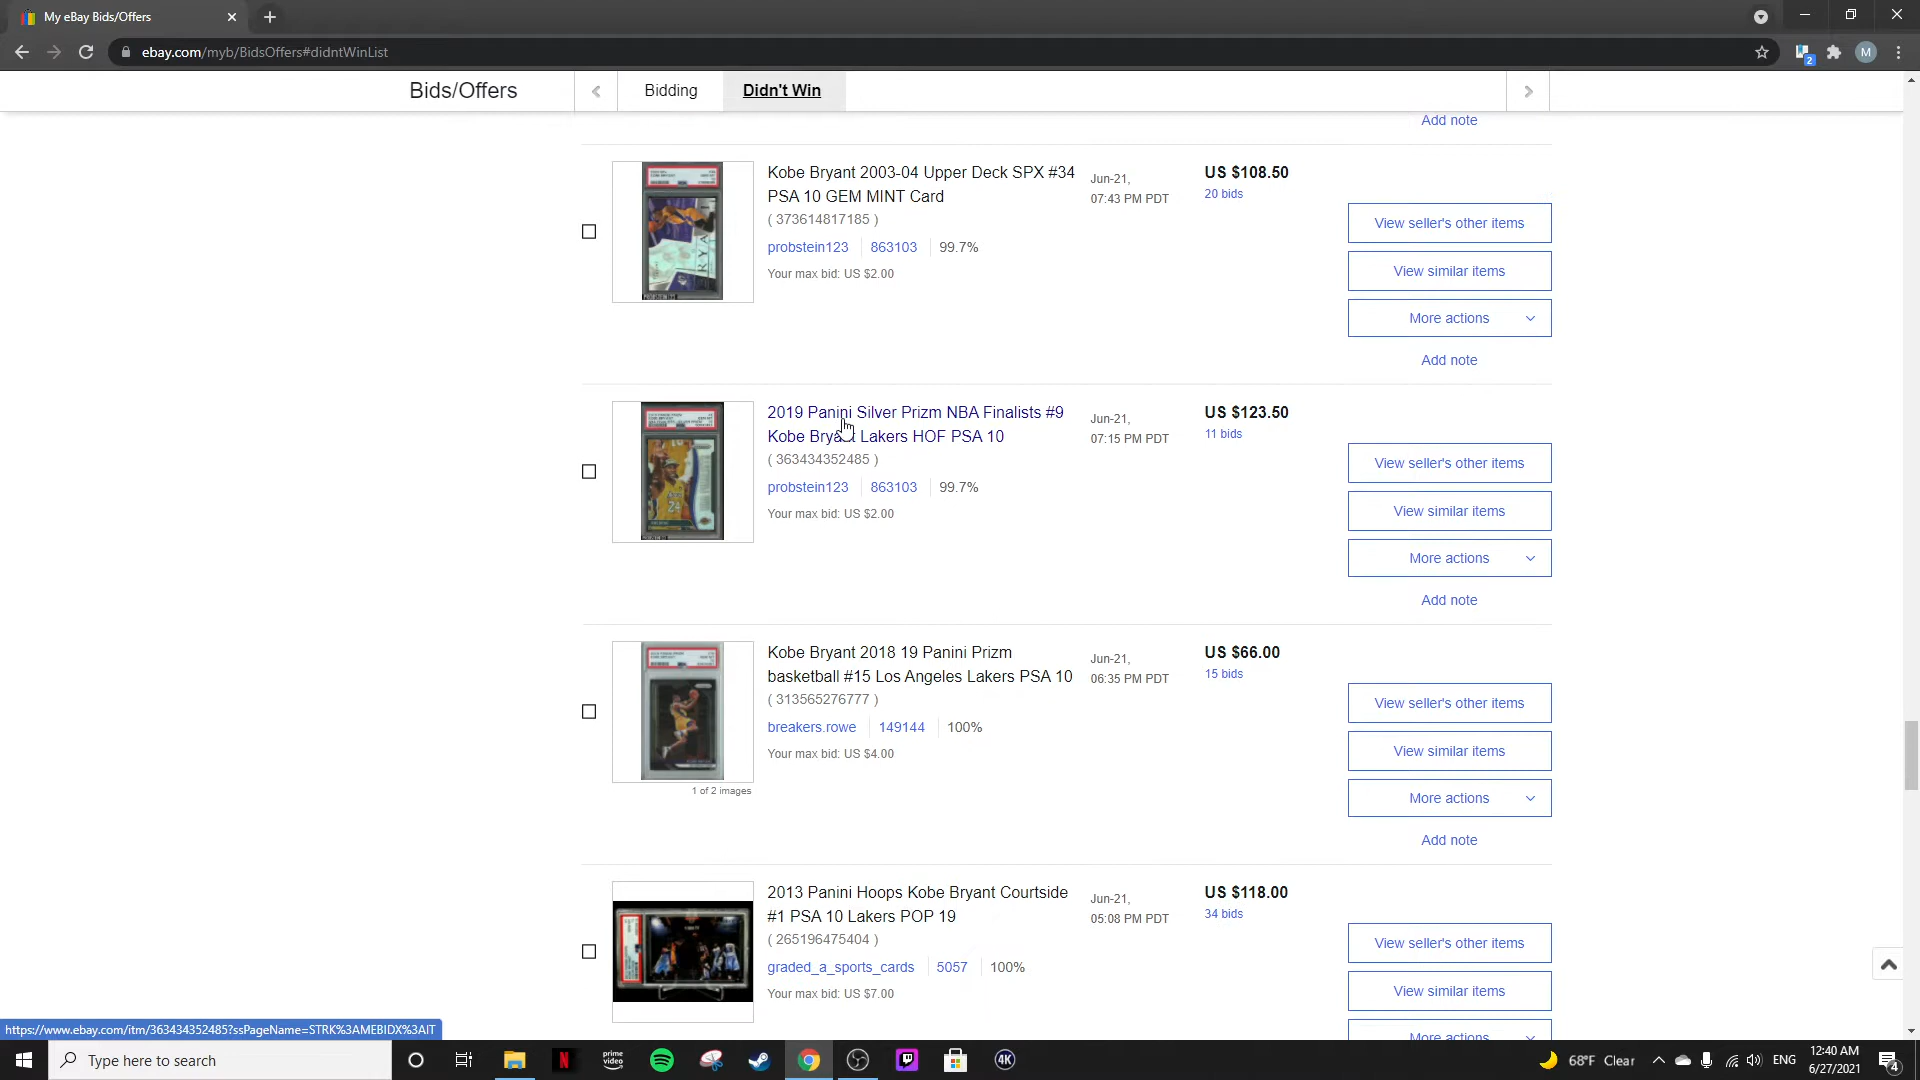 My eBay Bids/Offers
ebay.com/myb/BidsOffers#didntWinList
2
M
Bids/Offers
Bidding
Didn't Win
Add note
Kobe Bryant 2003-04 Upper Deck SPX #34
PSA 10 GEM MINT Card
( 373614817185 )
probstein123 863103 99.7%
Your max bid: US $2.00
Jun-21,
07:43 PM PDT
US $108.50
20 bids
View seller's other items
View similar items
More actions
Add note
2019 Panini Silver Prizm NBA Finalists #9
Kobe Bryant Lakers HOF PSA 10
( 363434352485 )
probstein123 863103 99.7%
Your max bid: US $2.00
Jun-21,
07:15 PM PDT
US $123.50
11 bids
View seller's other items
View similar items
More actions
Add note
Kobe Bryant 2018 19 Panini Prizm
basketball #15 Los Angeles Lakers PSA 10
( 313565276777 )
breakers.rowe 149144 100%
Your max bid: US $4.00
1 of 2 images
Jun-21,
06:35 PM PDT
US $66.00
15 bids
View seller's other items
View similar items
More actions
Add note
2013 Panini Hoops Kobe Bryant Courtside
#1 PSA 10 Lakers POP 19
( 265196475404 )
graded_a_sports_cards 5057 100%
Your max bid: US $7.00
Jun-21,
05:08 PM PDT
US $118.00
34 bids
View seller's other items
View similar items
More actions
https://www.ebay.com/itm/363434352485?ssPageName=STRK%3AMEBIDX%3AIT
Type here to search
N
prime
video
4K
68°F Clear
ENG
12:40 AM
6/27/2021
4